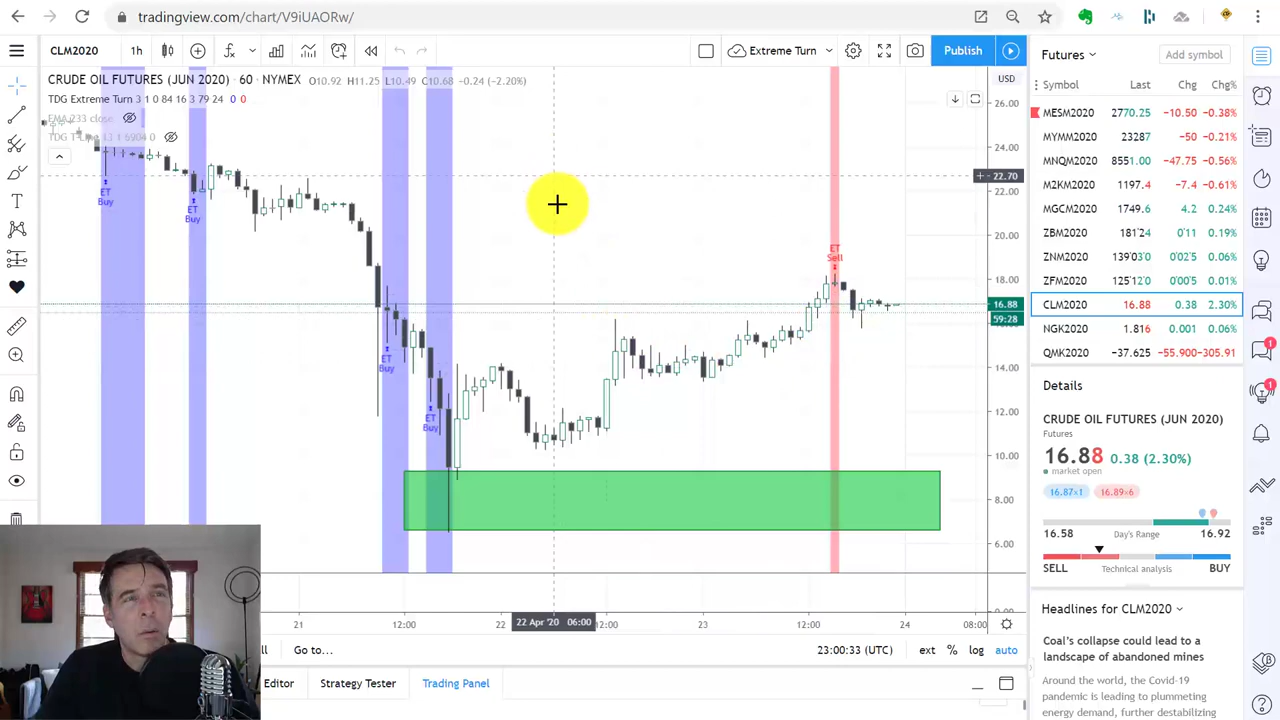 tradingview.com/chart/V9iUAORw/
CLM2020 1h Extreme Turn Publish
CRUDE OIL FUTURES (JUN 2020) · 60 · NYMEX O10.92 H11.25 L10.49 C10.68 −0.24 (−2.20%)
TDG Extreme Turn 3 1 0 84 16 3 79 24 0 0
EMA 233 close
ET
Buy
ET
Buy
ET
Buy
ET
Buy
ET
Sell
USD
26.00
24.00
22.70
22.00
20.00
18.00
16.88
59:28
14.00
12.00
10.00
8.00
6.00
21 12:00 22 22 Apr '20 06:00 12:00 23 12:00 24 08:00
Go to... 23:00:33 (UTC) ext % log auto
Editor Strategy Tester Trading Panel
Futures Add symbol
Symbol Last Chg Chg%
MESM2020 2770.25 −10.50 −0.38%
MYMM2020 23287 −50 −0.21%
MNQM2020 8551.00 −47.75 −0.56%
M2KM2020 1197.4 −7.4 −0.61%
MGCM2020 1749.6 4.2 0.24%
ZBM2020 181'24 0'11 0.19%
ZNM2020 139'03'0 0'02'5 0.06%
ZFM2020 125'12'0 0'00'5 0.01%
CLM2020 16.88 0.38 2.30%
NGK2020 1.816 0.001 0.06%
QMK2020 −37.625 −55.900 −305.91
Details
CRUDE OIL FUTURES (JUN 2020)
Futures
16.88 0.38 (2.30%)
market open
16.87×1 16.89×6
16.58 Day's Range 16.92
SELL Technical analysis BUY
Headlines for CLM2020
Coal's collapse could lead to a
landscape of abandoned mines
Around the world, the Covid-19
pandemic is leading to plummeting
energy demand, further destabilizing
1
1